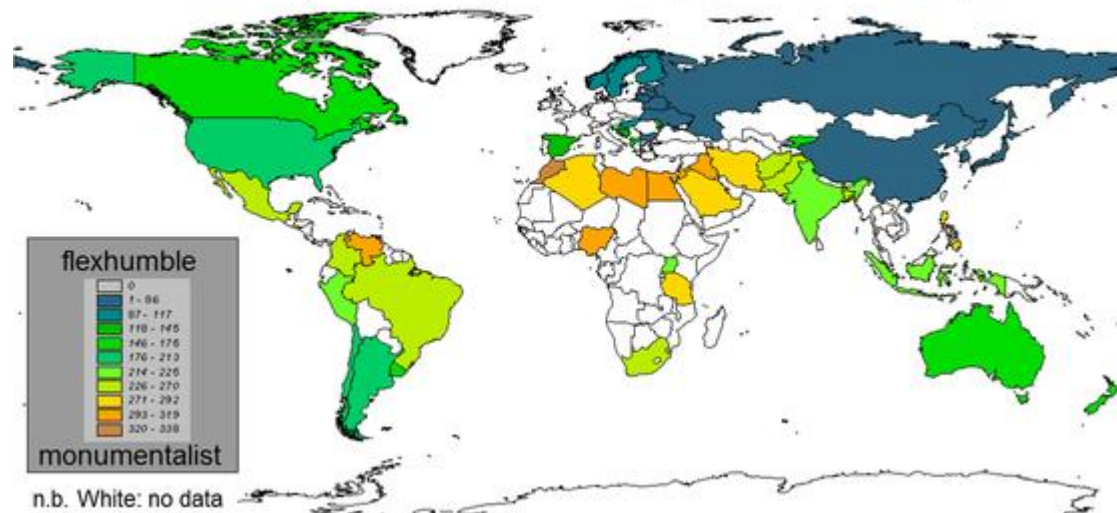 flexhumble
0
1 - 86
87 - 117
118 - 145
146 - 175
176 - 213
214 - 225
226 - 270
271 - 292
293 - 319
320 - 338
monumentalist
n.b. White: no data